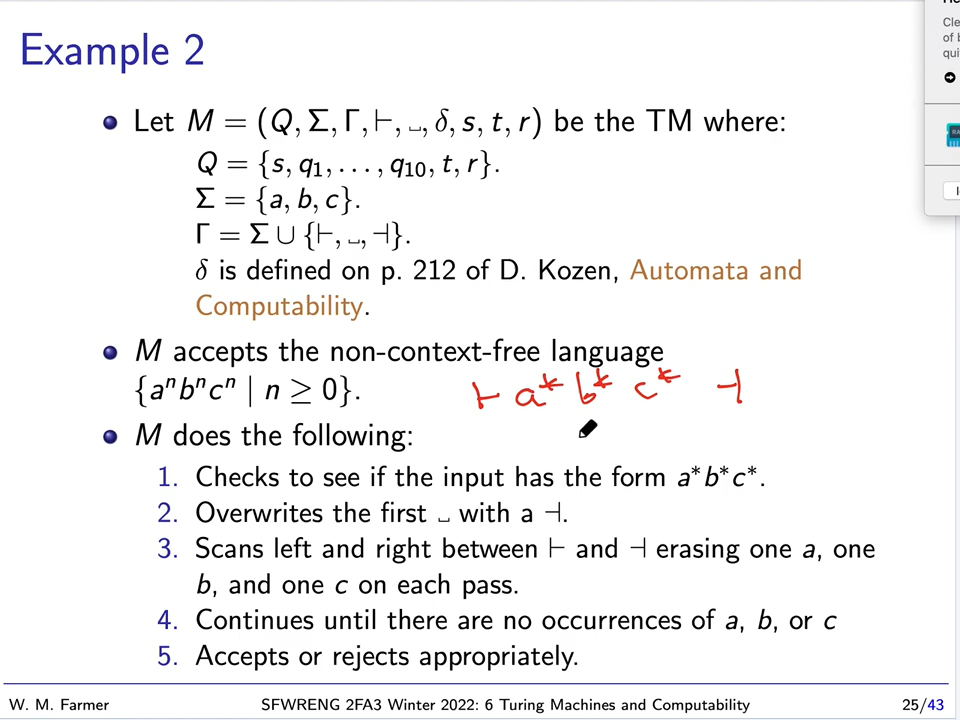 Example 2
Cle
of b
qui
Let M = (Q, Σ, Γ, ⊢, ␣, δ, s, t, r) be the TM where:
Q = {s, q₁, . . . , q₁₀, t, r}.
Σ = {a, b, c}.
Γ = Σ ∪ {⊢, ␣, ⊣}.
δ is defined on p. 212 of D. Kozen, Automata and
Computability.
M accepts the non-context-free language
{aⁿbⁿcⁿ | n ≥ 0}.
⊢ a* b* c* ⊣
M does the following:
1. Checks to see if the input has the form a*b*c*.
2. Overwrites the first ␣ with a ⊣.
3. Scans left and right between ⊢ and ⊣ erasing one a, one
b, and one c on each pass.
4. Continues until there are no occurrences of a, b, or c
5. Accepts or rejects appropriately.
W. M. Farmer SFWRENG 2FA3 Winter 2022: 6 Turing Machines and Computability 25/43